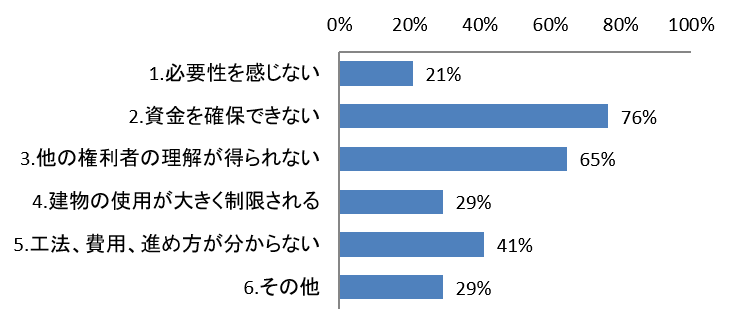 0% 20% 40% 60% 80% 100%
1.必要性を感じない 21%
2.資金を確保できない 76%
3.他の権利者の理解が得られない 65%
4.建物の使用が大きく制限される 29%
5.工法、費用、進め方が分からない 41%
6.その他 29%